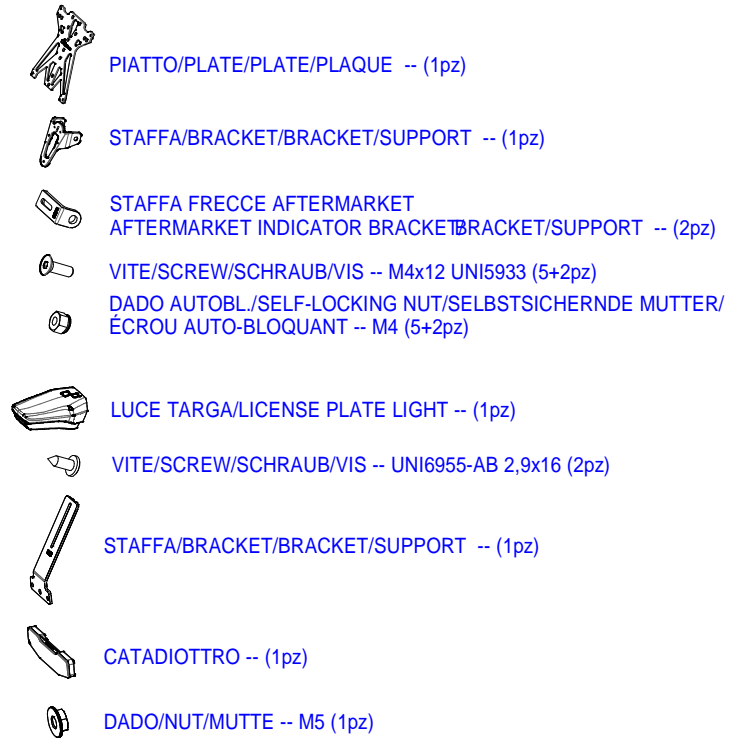 PIATTO/PLATE/PLATE/PLAQUE -- (1pz)
STAFFA/BRACKET/BRACKET/SUPPORT -- (1pz)
STAFFA FRECCE AFTERMARKET
AFTERMARKET INDICATOR BRACKET/BRACKET/SUPPORT -- (2pz)
VITE/SCREW/SCHRAUB/VIS -- M4x12 UNI5933 (5+2pz)
DADO AUTOBL./SELF-LOCKING NUT/SELBSTSICHERNDE MUTTER/
ÉCROU AUTO-BLOQUANT -- M4 (5+2pz)
LUCE TARGA/LICENSE PLATE LIGHT -- (1pz)
VITE/SCREW/SCHRAUB/VIS -- UNI6955-AB 2,9x16 (2pz)
STAFFA/BRACKET/BRACKET/SUPPORT -- (1pz)
CATADIOTTRO -- (1pz)
DADO/NUT/MUTTE -- M5 (1pz)